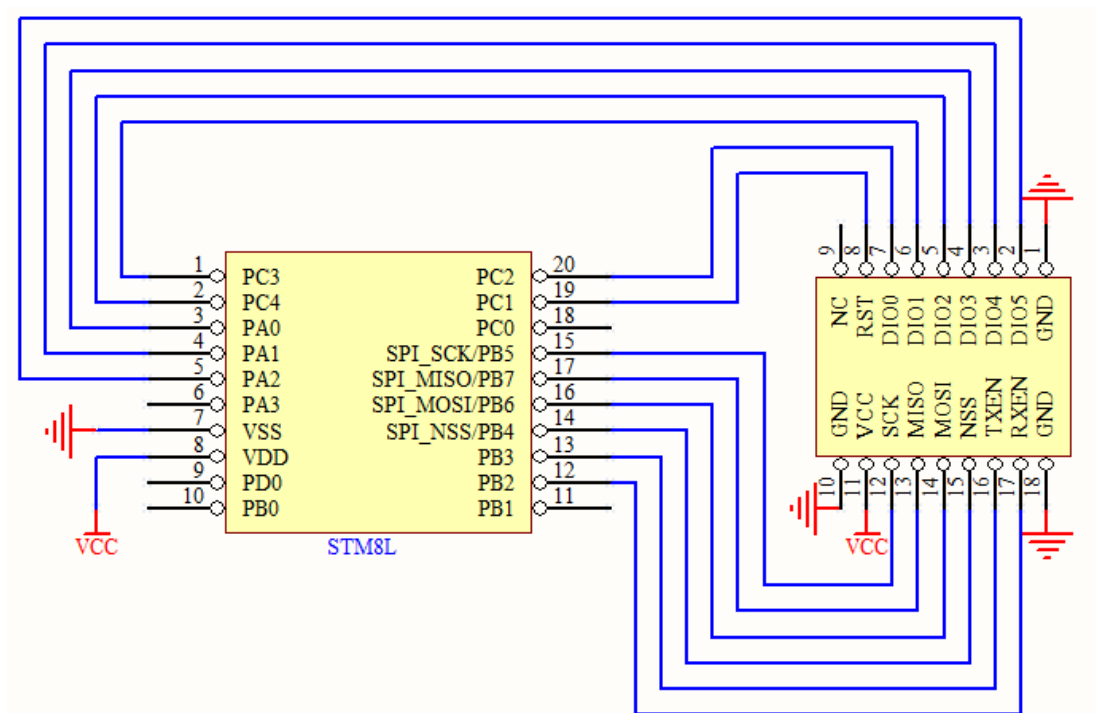 1 PC3
2 PC4
3 PA0
4 PA1
5 PA2
6 PA3
7 VSS
8 VDD
9 PD0
10 PB0
PC2 20
PC1 19
PC0 18
SPI_SCK/PB5 15
SPI_MISO/PB7 17
SPI_MOSI/PB6 16
SPI_NSS/PB4 14
PB3 13
PB2 12
PB1 11
VCC
STM8L
9 8 7 6 5 4 3 2 1
NC RST DIO0 DIO1 DIO2 DIO3 DIO4 DIO5 GND
GND VCC SCK MISO MOSI NSS TXEN RXEN GND
10 11 12 13 14 15 16 17 18
VCC